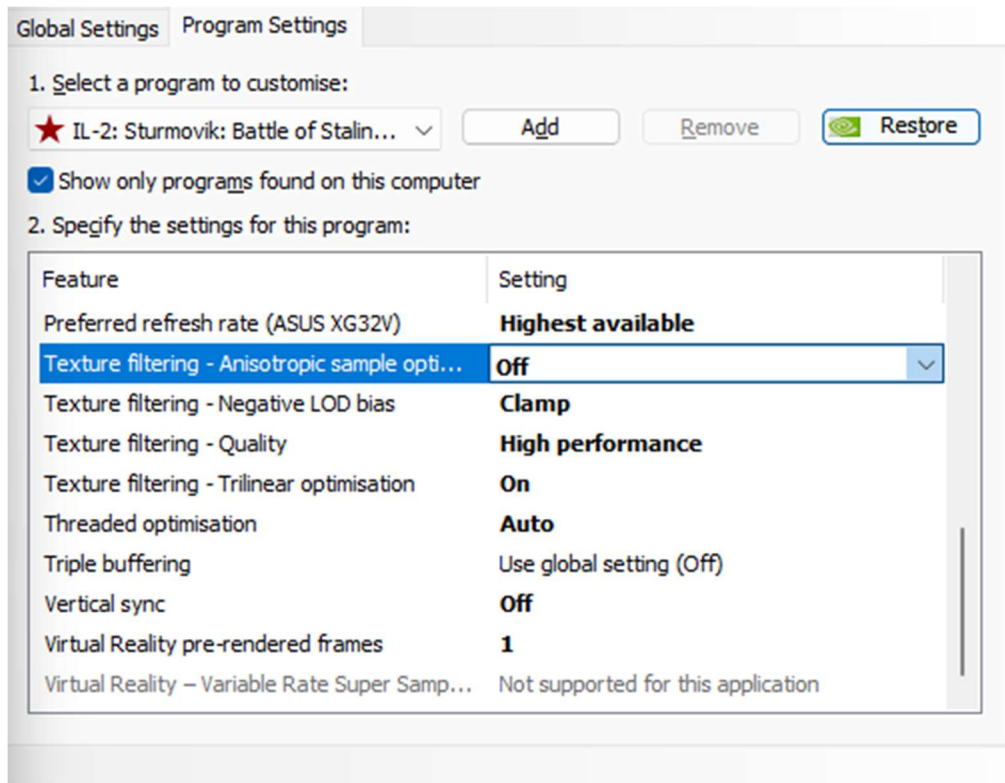 Global Settings Program Settings
1. Select a program to customise:
IL-2: Sturmovik: Battle of Stalin... Add Remove Restore
Show only programs found on this computer
2. Specify the settings for this program:
Feature Setting
Preferred refresh rate (ASUS XG32V) Highest available
Texture filtering - Anisotropic sample opti... Off
Texture filtering - Negative LOD bias Clamp
Texture filtering - Quality High performance
Texture filtering - Trilinear optimisation On
Threaded optimisation Auto
Triple buffering Use global setting (Off)
Vertical sync Off
Virtual Reality pre-rendered frames 1
Virtual Reality – Variable Rate Super Samp... Not supported for this application